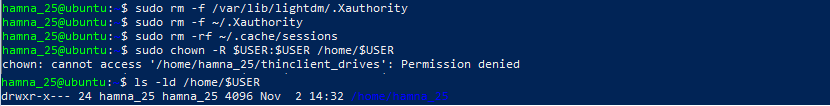 hamna_25@ubuntu:~$ sudo rm -f /var/lib/lightdm/.Xauthority
hamna_25@ubuntu:~$ sudo rm -f ~/.Xauthority
hamna_25@ubuntu:~$ sudo rm -rf ~/.cache/sessions
hamna_25@ubuntu:~$ sudo chown -R $USER:$USER /home/$USER
chown: cannot access '/home/hamna_25/thinclient_drives': Permission denied
hamna_25@ubuntu:~$ ls -ld /home/$USER
drwxr-x--- 24 hamna_25 hamna_25 4096 Nov  2 14:32 /home/hamna_25